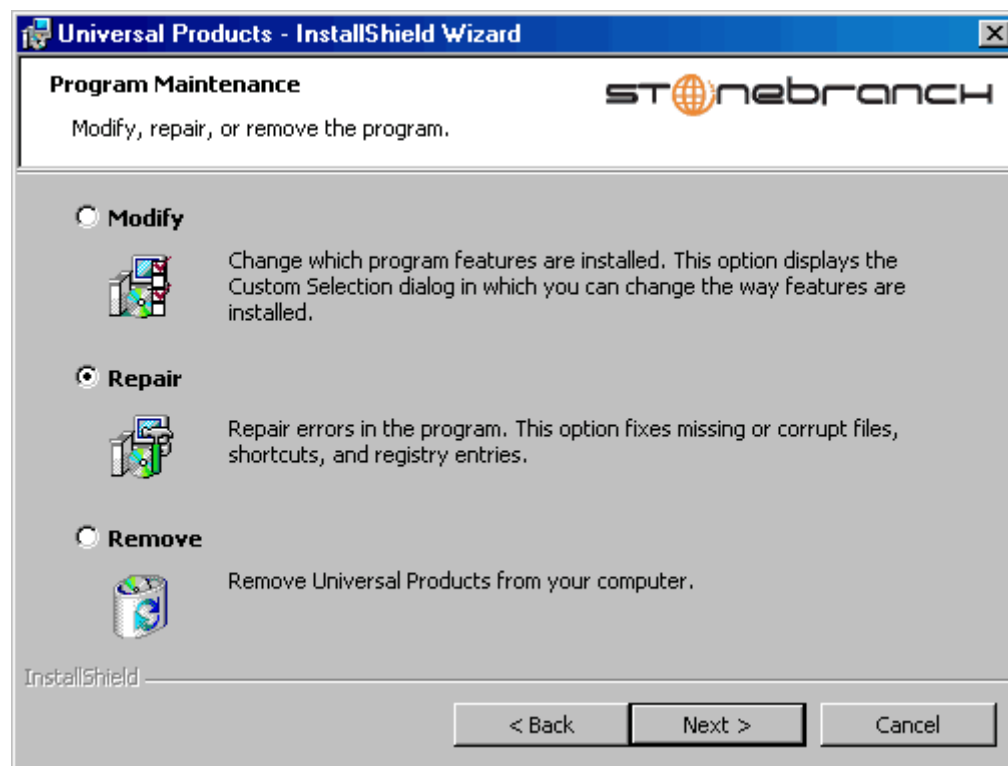 Universal Products - InstallShield Wizard
Program Maintenance
STonebranch
Modify, repair, or remove the program.
Modify
Change which program features are installed. This option displays the
Custom Selection dialog in which you can change the way features are
installed.
Repair
Repair errors in the program. This option fixes missing or corrupt files,
shortcuts, and registry entries.
Remove
Remove Universal Products from your computer.
InstallShield
< Back
Next >
Cancel